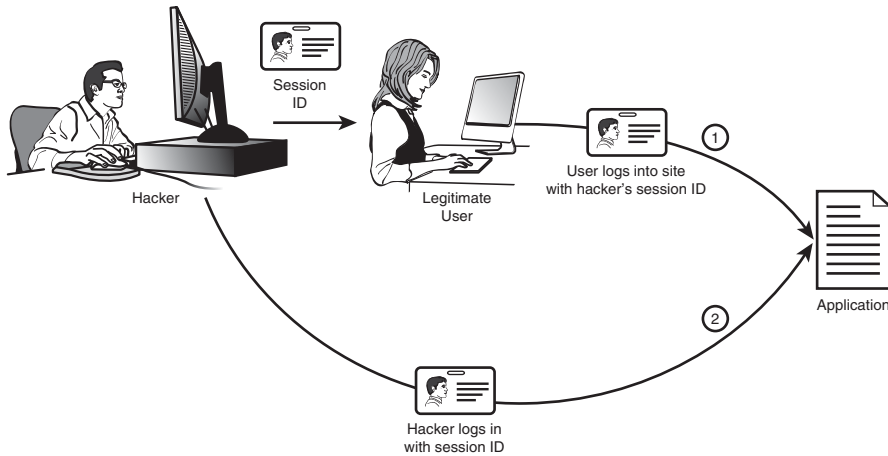 Session
ID
Hacker
Legitimate
User
1
User logs into site
with hacker's session ID
Application
2
Hacker logs in
with session ID